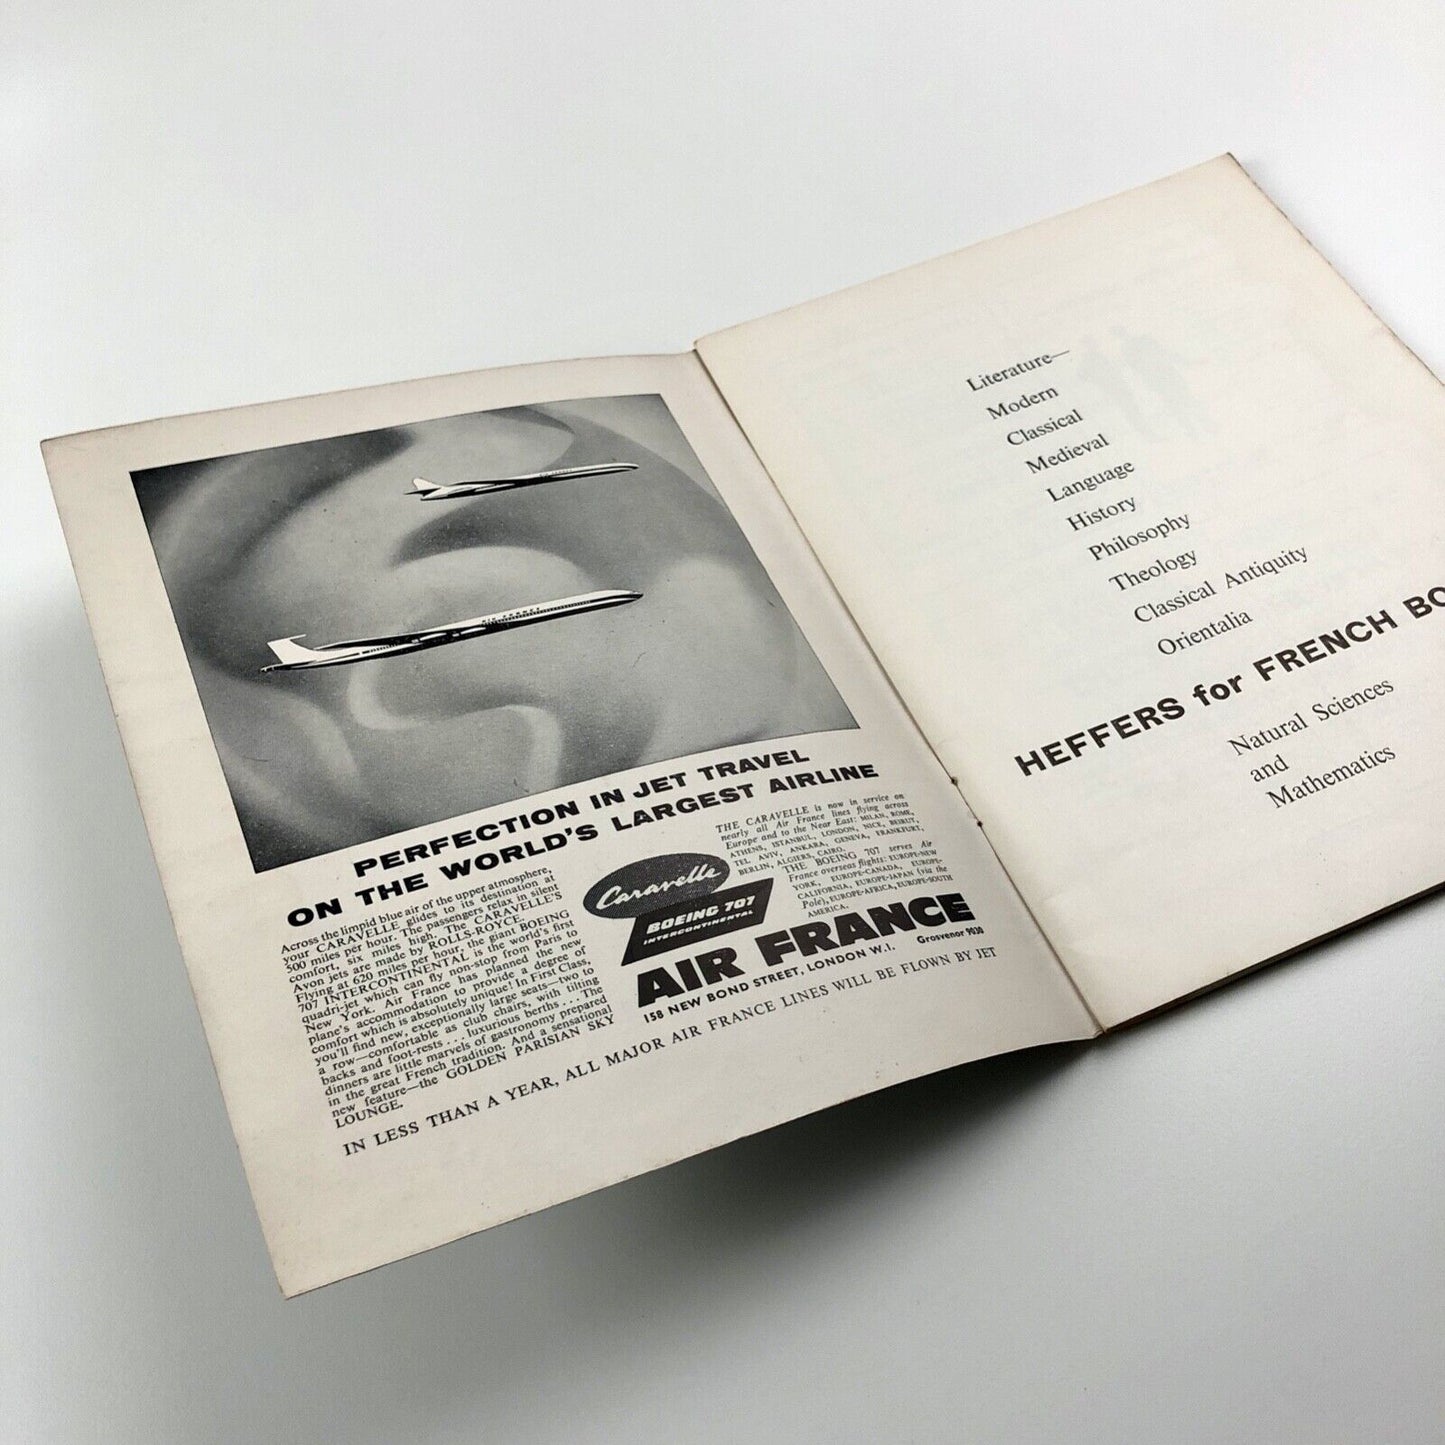 PERFECTION IN JET TRAVEL
ON THE WORLD'S LARGEST AIRLINE
Across the limpid blue air of the upper atmosphere,
your CARAVELLE glides to its destination at
500 miles per hour. The passengers relax in silent
comfort, six miles high. The CARAVELLE'S
Avon jets are made by ROLLS-ROYCE.
Flying at 620 miles per hour, the giant BOEING
707 INTERCONTINENTAL is the world's first
quadri-jet which can fly non-stop from Paris to
New York. Air France has planned the new
plane's accommodation to provide a degree of
comfort which is absolutely unique! In First Class,
you'll find new, exceptionally large seats—two to
a row—comfortable as club chairs, with tilting
backs and foot-rests . . . luxurious berths . . . The
dinners are little marvels of gastronomy prepared
in the great French tradition. And a sensational
new feature—the GOLDEN PARISIAN SKY
LOUNGE.
THE CARAVELLE is now in service on
nearly all Air France lines flying across
Europe and to the Near East: MILAN, ROME,
ATHENS, ISTANBUL, LONDON, NICE, BEIRUT,
TEL AVIV, ANKARA, GENEVA, FRANKFURT,
BERLIN, ALGIERS, CAIRO.
THE BOEING 707 serves Air
France overseas flights: EUROPE-NEW
YORK, EUROPE-CANADA, EUROPE-
CALIFORNIA, EUROPE-JAPAN (via the
Pole), EUROPE-AFRICA, EUROPE-SOUTH
AMERICA.
Caravelle
BOEING 707
INTERCONTINENTAL
AIR FRANCE
158 NEW BOND STREET, LONDON W.I. Grosvenor 9030
IN LESS THAN A YEAR, ALL MAJOR AIR FRANCE LINES WILL BE FLOWN BY JET
Literature—
Modern
Classical
Medieval
Language
History
Philosophy
Theology
Classical Antiquity
Orientalia
HEFFERS for FRENCH BO
Natural Sciences
and
Mathematics